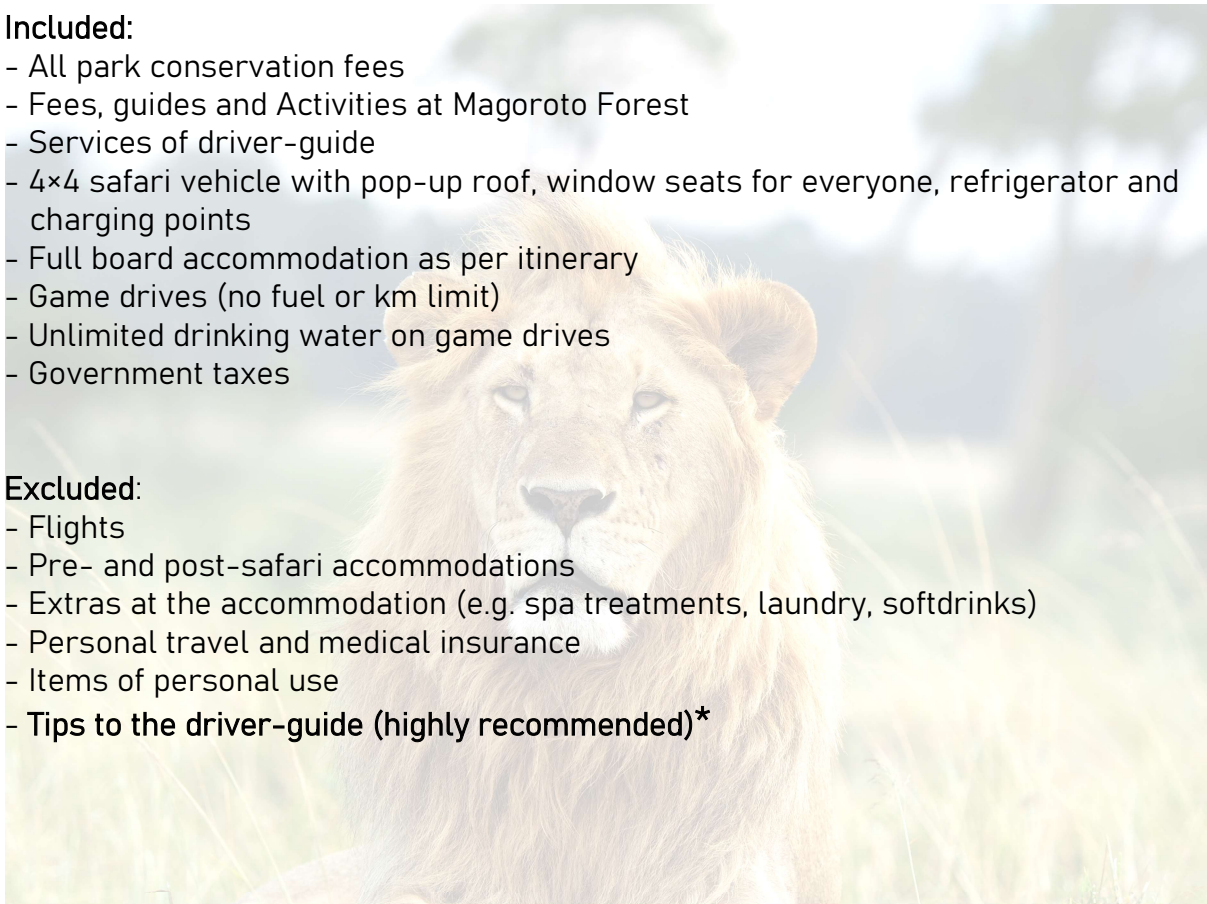 Included:
- All park conservation fees
- Fees, guides and Activities at Magoroto Forest
- Services of driver-guide
- 4×4 safari vehicle with pop-up roof, window seats for everyone, refrigerator and
charging points
- Full board accommodation as per itinerary
- Game drives (no fuel or km limit)
- Unlimited drinking water on game drives
- Government taxes
Excluded:
- Flights
- Pre- and post-safari accommodations
- Extras at the accommodation (e.g. spa treatments, laundry, softdrinks)
- Personal travel and medical insurance
- Items of personal use
- Tips to the driver-guide (highly recommended)*